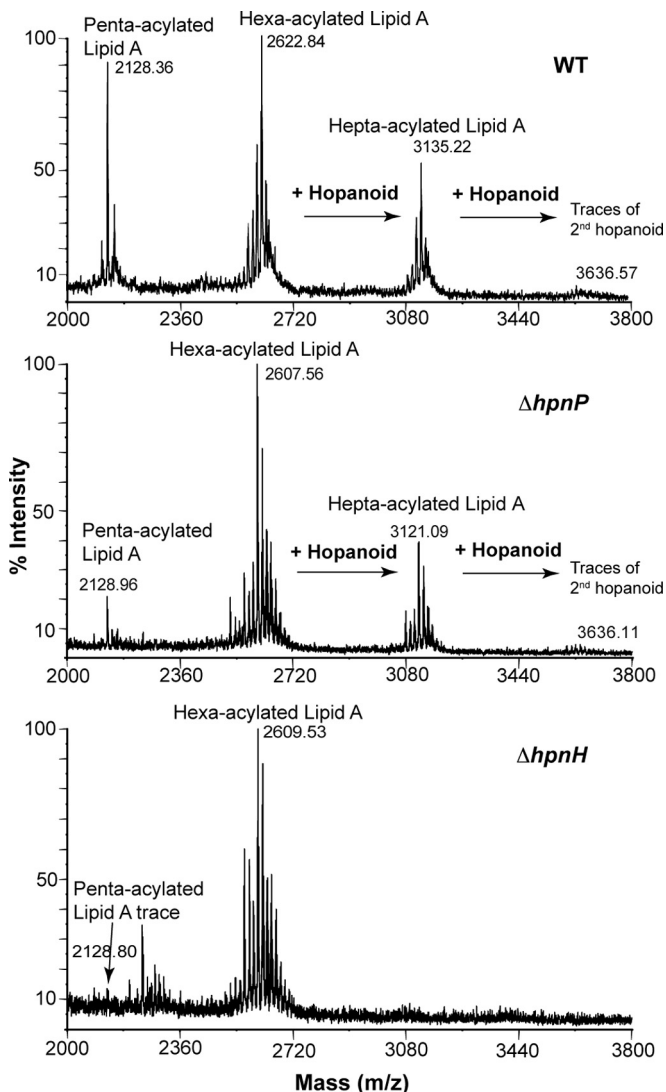 Penta-acylated
Lipid A
2128.36
Hexa-acylated Lipid A
2622.84
WT
Hepta-acylated Lipid A
3135.22
+ Hopanoid
+ Hopanoid
Traces of
2nd hopanoid
3636.57
100
50
10
2000 2360 2720 3080 3440 3800
Hexa-acylated Lipid A
2607.56
ΔhpnP
Hepta-acylated Lipid A
3121.09
Penta-acylated
Lipid A
2128.96
+ Hopanoid
+ Hopanoid
Traces of
2nd hopanoid
3636.11
100
50
10
% Intensity
2000 2360 2720 3080 3440 3800
Hexa-acylated Lipid A
2609.53
ΔhpnH
Penta-acylated
Lipid A trace
2128.80
100
50
10
2000 2360 2720 3080 3440 3800
Mass (m/z)